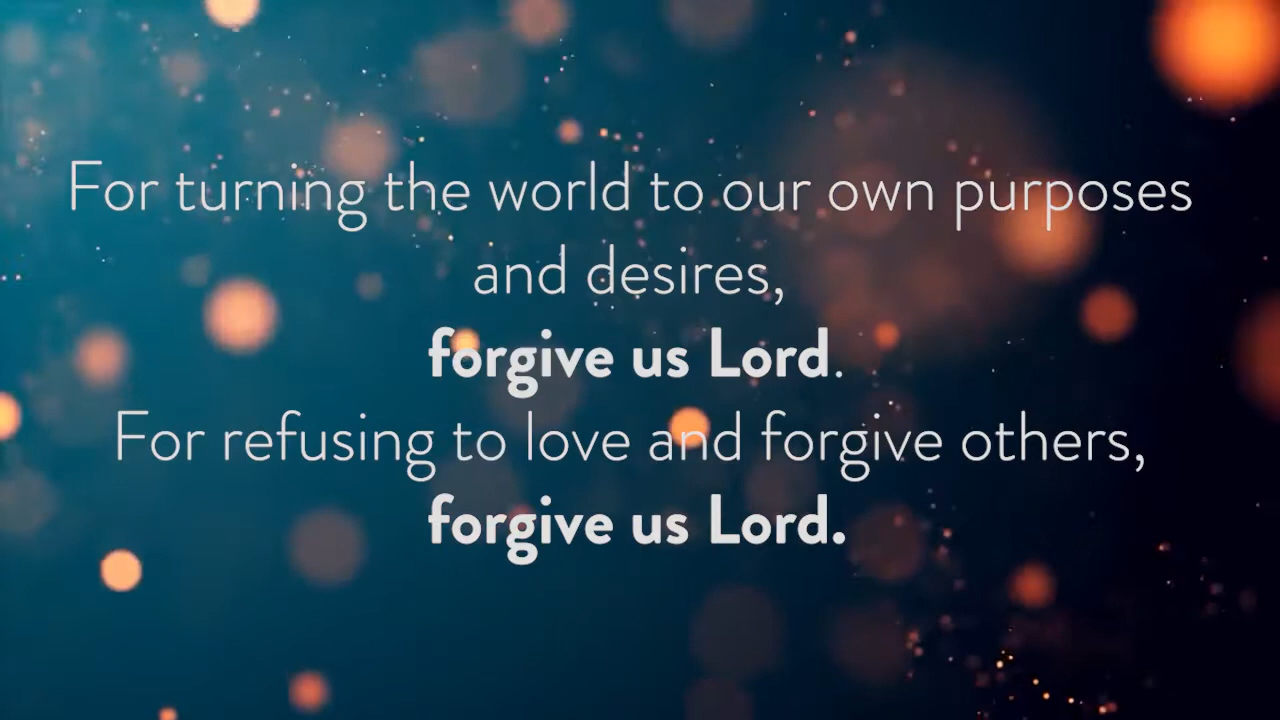 For turning the world to our own purposes
and desires,
forgive us Lord.
For refusing to love and forgive others,
forgive us Lord.